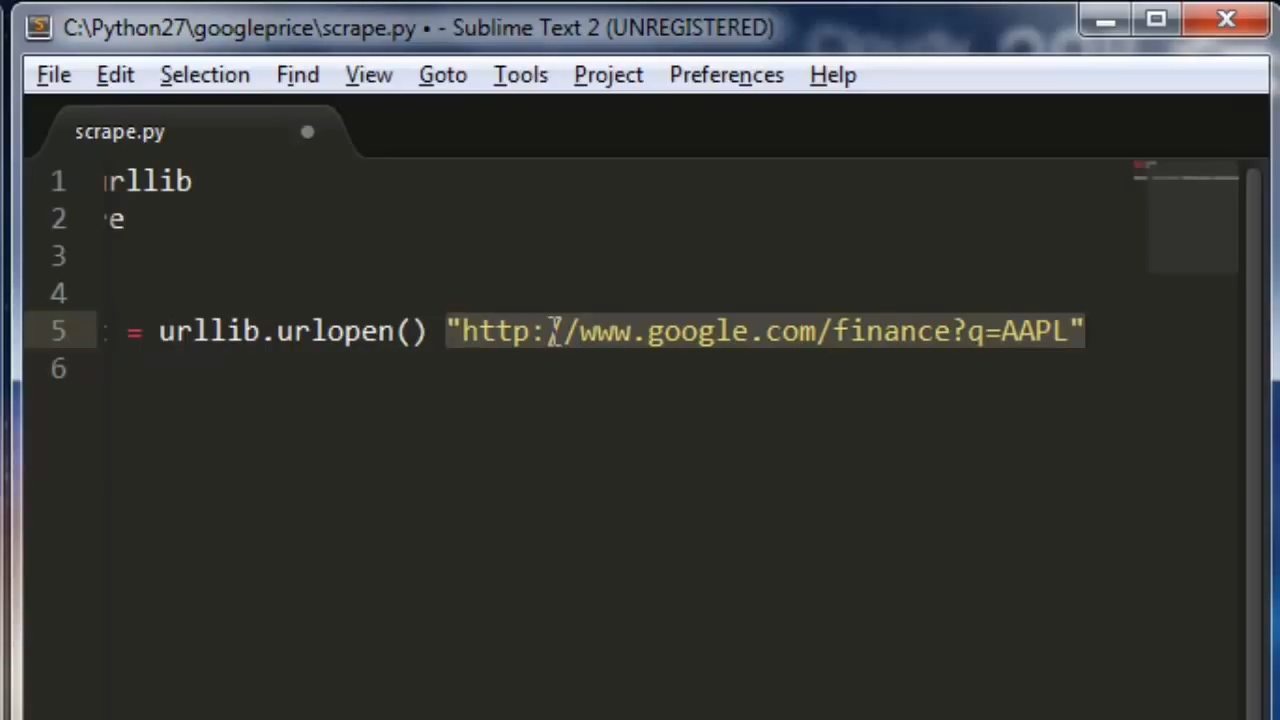 C:\Python27\googleprice\scrape.py • - Sublime Text 2 (UNREGISTERED)
File Edit Selection Find View Goto Tools Project Preferences Help
scrape.py
1 urllib
2 e
3
4
5 = urllib.urlopen() "http://www.google.com/finance?q=AAPL"
6